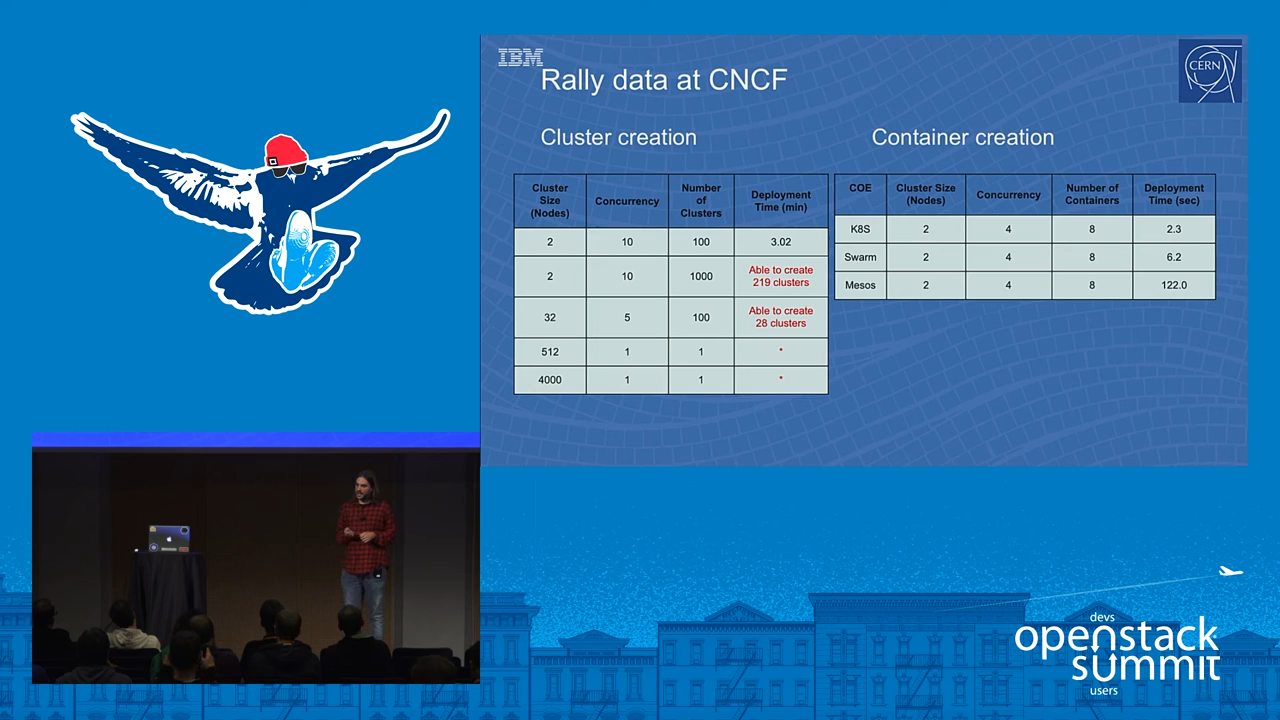 IBM
Rally data at CNCF
CERN
Cluster creation
Cluster
Size
(Nodes)
Concurrency
Number
of
Clusters
Deployment
Time (min)
2
10
100
3.02
2
10
1000
Able to create
219 clusters
32
5
100
Able to create
28 clusters
512
1
1
*
4000
1
1
*
Container creation
COE
Cluster Size
(Nodes)
Concurrency
Number of
Containers
Deployment
Time (sec)
K8S
2
4
8
2.3
Swarm
2
4
8
6.2
Mesos
2
4
8
122.0
devs
openstack
summit
users